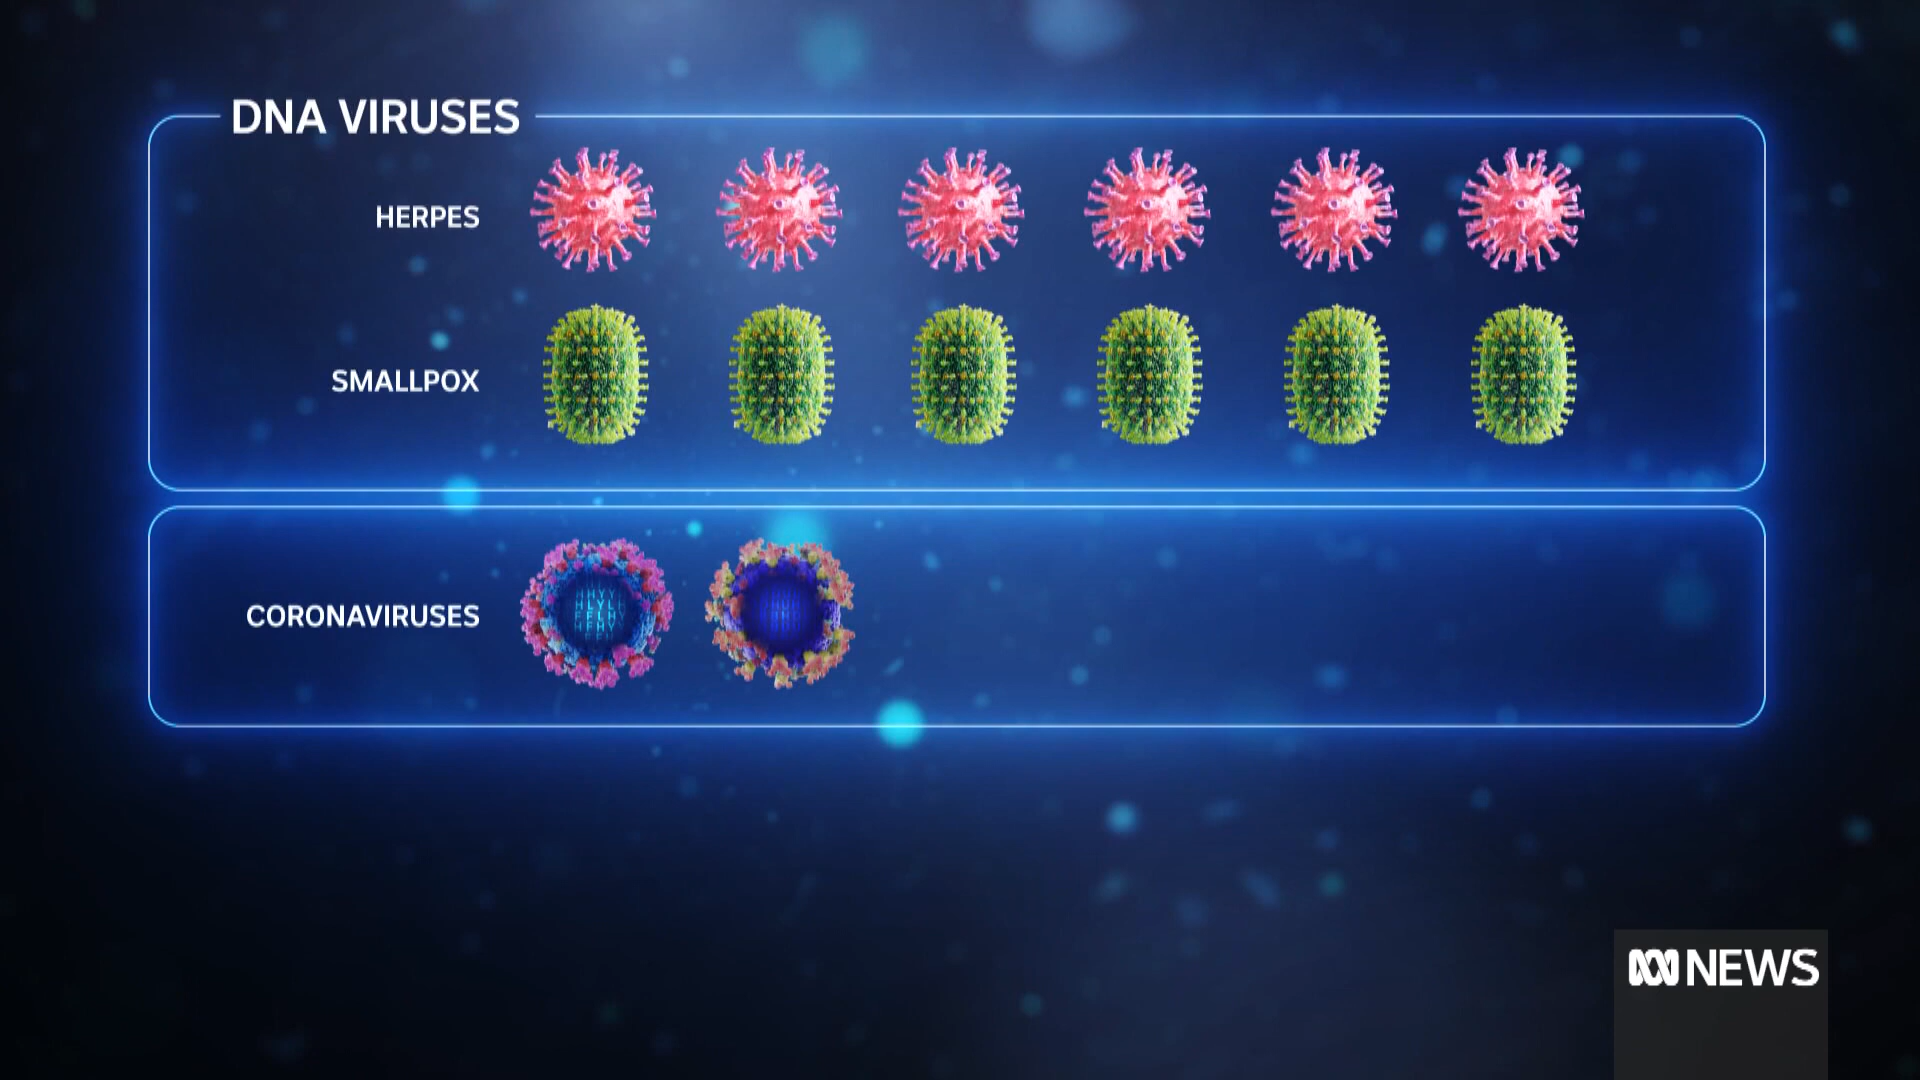 DNA VIRUSES
HERPES
SMALLPOX
CORONAVIRUSES
NEWS